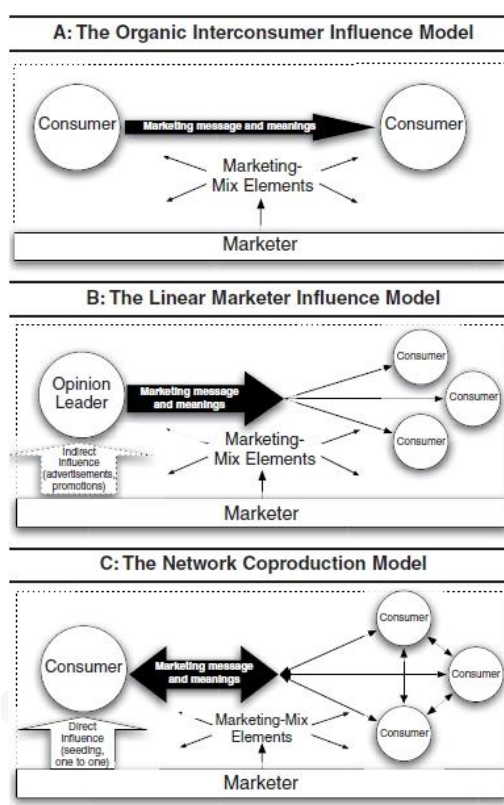 A: The Organic Interconsumer Influence Model
Consumer
Marketing message and meanings
Consumer
Marketing-
Mix Elements
Marketer
B: The Linear Marketer Influence Model
Opinion
Leader
Marketing message
and meanings
Consumer
Consumer
Consumer
Indirect
Influence
(advertisements,
promotions)
Marketing-
Mix Elements
Marketer
C: The Network Coproduction Model
Consumer
Marketing message
and meanings
Consumer
Consumer
Consumer
Direct
Influence
(seeding,
one to one)
Marketing-Mix
Elements
Marketer